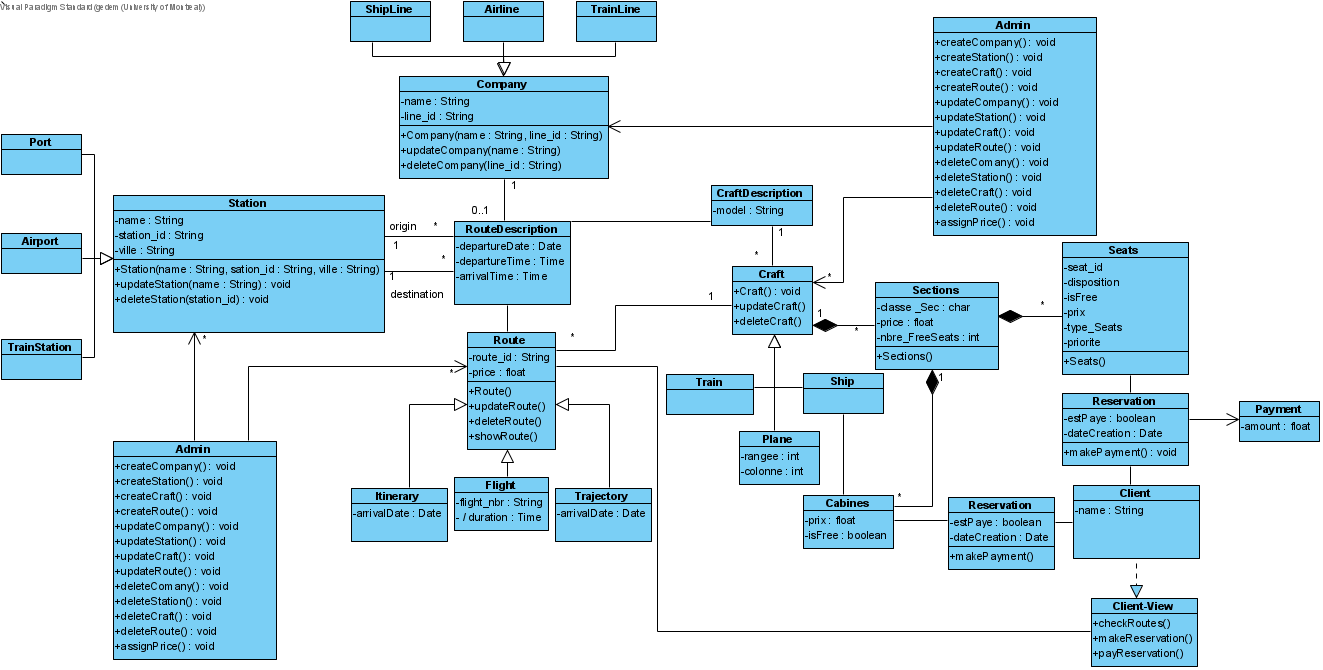 Visual Paradigm Standard (gedem (University of Montreal))
ShipLine
Airline
TrainLine
Company
-name : String
-line_id : String
+Company(name : String, line_id : String)
+updateCompany(name : String)
+deleteCompany(line_id : String)
1
0..1
Admin
+createCompany() : void
+createStation() : void
+createCraft() : void
+createRoute() : void
+updateCompany() : void
+updateStation() : void
+updateCraft() : void
+updateRoute() : void
+deleteComany() : void
+deleteStation() : void
+deleteCraft() : void
+deleteRoute() : void
+assignPrice() : void
Port
Airport
TrainStation
Station
-name : String
-station_id : String
-ville : String
+Station(name : String, sation_id : String, ville : String)
+updateStation(name : String) : void
+deleteStation(station_id) : void
*
origin
*
1
*
1
destination
RouteDescription
-departureDate : Date
-departureTime : Time
-arrivalTime : Time
CraftDescription
-model : String
1
*
Craft
+Craft() : void
+updateCraft()
+deleteCraft()
*
1
*
1
*
Sections
-classe _Sec : char
-price : float
-nbre_FreeSeats : int
+Sections()
*
1
*
Seats
-seat_id
-disposition
-isFree
-prix
-type_Seats
-priorite
+Seats()
Route
-route_id : String
-price : float
+Route()
+updateRoute()
+deleteRoute()
+showRoute()
*
Train
Ship
Plane
-rangee : int
-colonne : int
Reservation
-estPaye : boolean
-dateCreation : Date
+makePayment() : void
Payment
-amount : float
Admin
+createCompany() : void
+createStation() : void
+createCraft() : void
+createRoute() : void
+updateCompany() : void
+updateStation() : void
+updateCraft() : void
+updateRoute() : void
+deleteComany() : void
+deleteStation() : void
+deleteCraft() : void
+deleteRoute() : void
+assignPrice() : void
Itinerary
-arrivalDate : Date
Flight
-flight_nbr : String
- / duration : Time
Trajectory
-arrivalDate : Date
Cabines
-prix : float
-isFree : boolean
Reservation
-estPaye : boolean
-dateCreation : Date
+makePayment()
Client
-name : String
Client-View
+checkRoutes()
+makeReservation()
+payReservation()